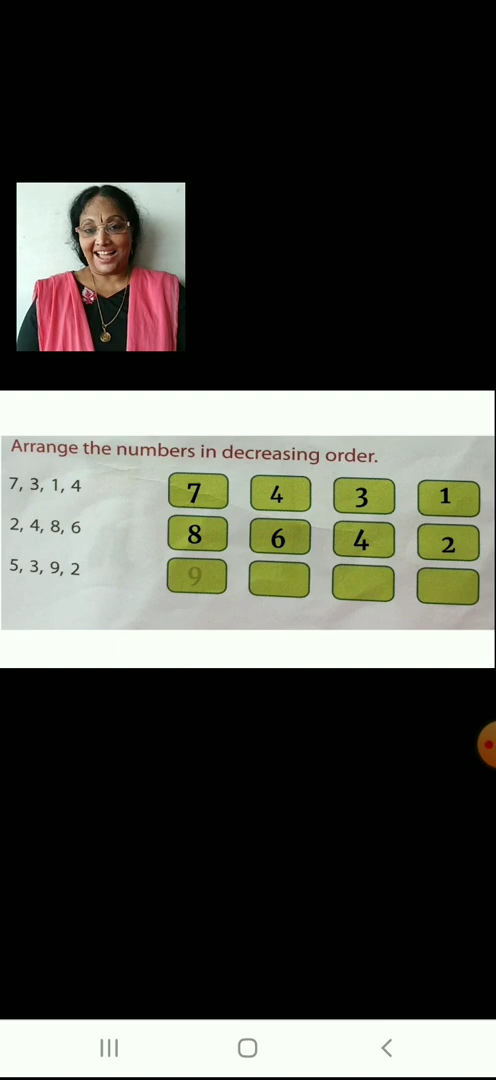 Arrange the numbers in decreasing order.
7, 3, 1, 4 7 4 3 1
2, 4, 8, 6 8 6 4 2
5, 3, 9, 2 9